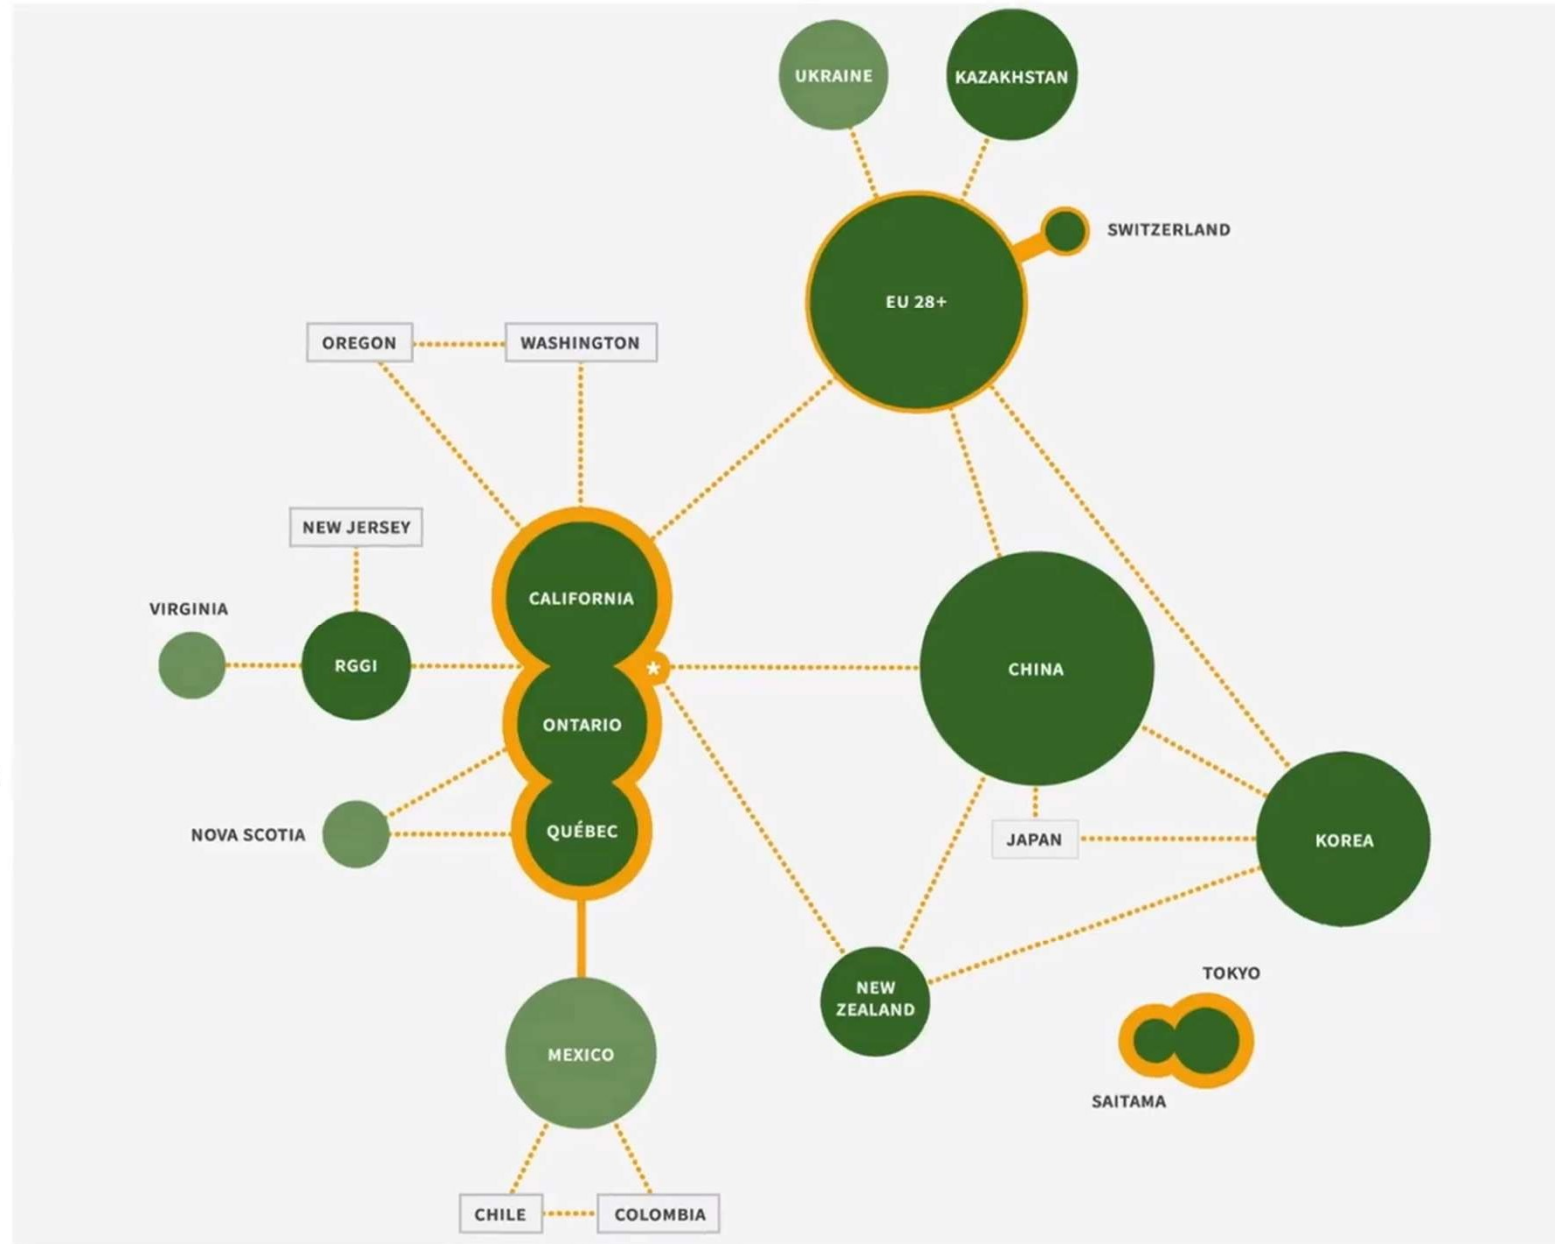 UKRAINE
KAZAKHSTAN
SWITZERLAND
EU 28+
OREGON
WASHINGTON
NEW JERSEY
CALIFORNIA
VIRGINIA
RGGI
CHINA
ONTARIO
QUÉBEC
NOVA SCOTIA
JAPAN
KOREA
TOKYO
NEW
ZEALAND
MEXICO
SAITAMA
CHILE
COLOMBIA